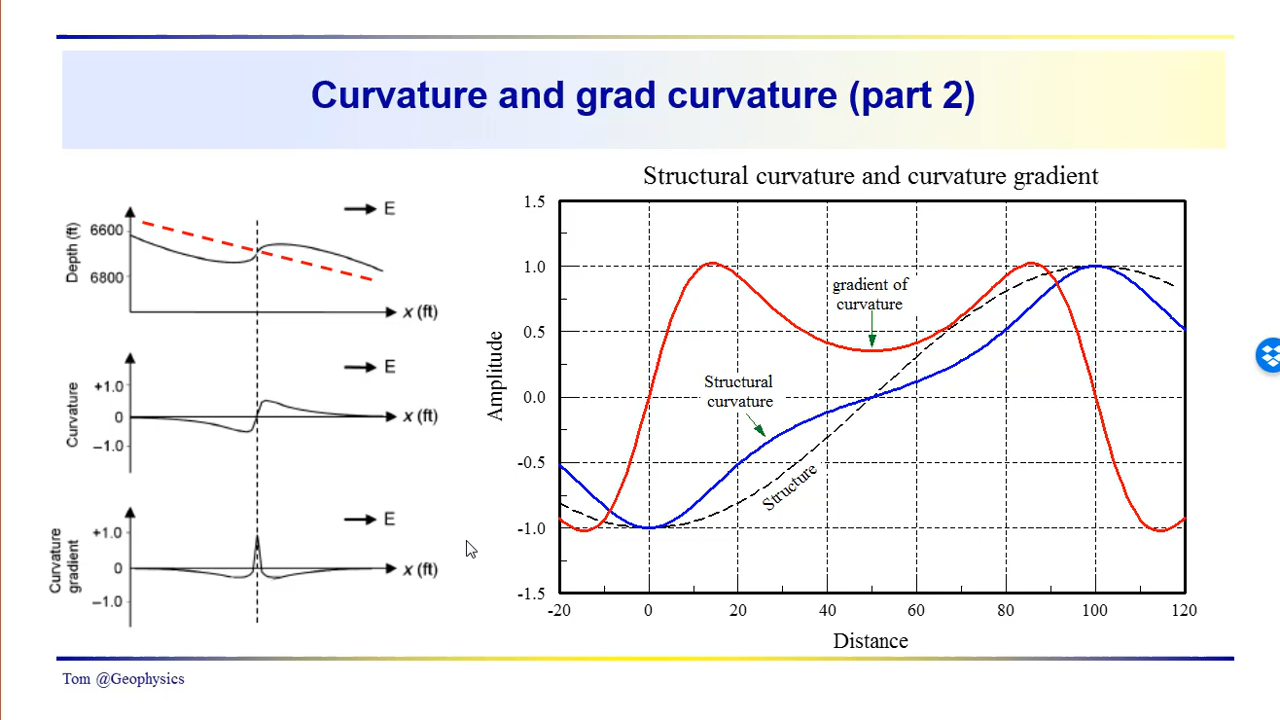 Curvature and grad curvature (part 2)
E
Depth (ft)
6600
6800
x (ft)
E
Curvature
+1.0
0
−1.0
x (ft)
E
Curvature
gradient
+1.0
0
−1.0
x (ft)
Structural curvature and curvature gradient
Amplitude
1.5
1.0
0.5
0.0
-0.5
-1.0
-1.5
gradient of
curvature
Structural
curvature
Structure
-20 0 20 40 60 80 100 120
Distance
Tom @Geophysics